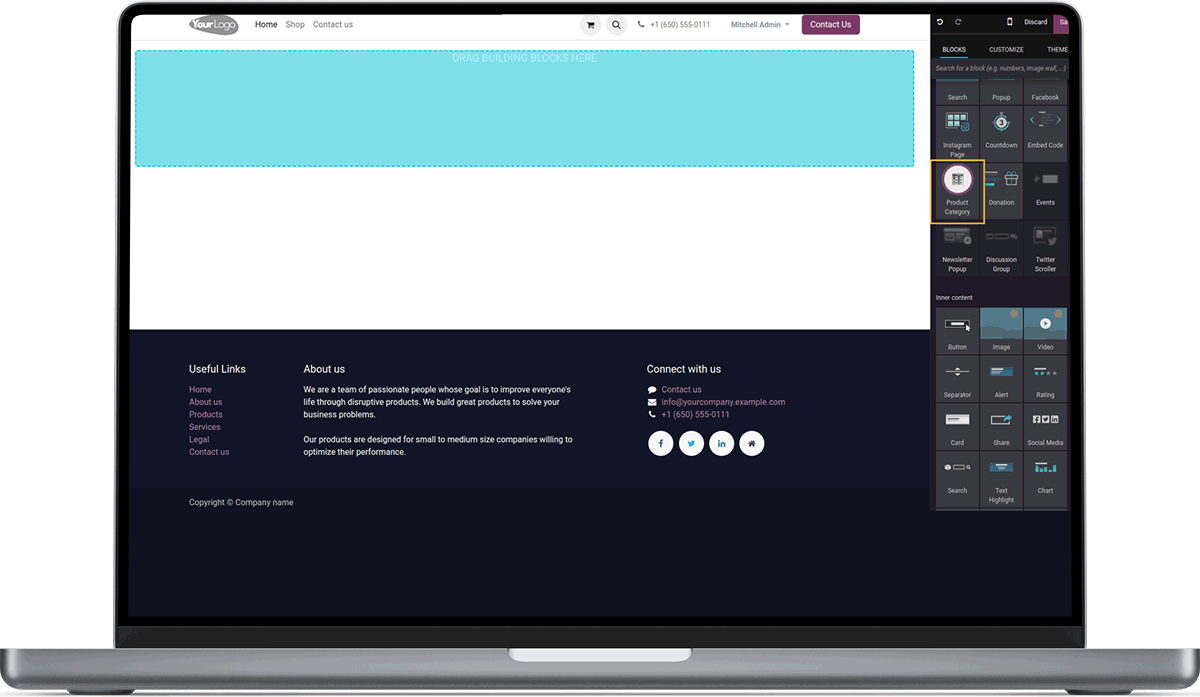 YourLogo
Home Shop Contact us
+1 (650) 555-0111
Mitchell Admin
Contact Us
Discard
Sa
BLOCKS CUSTOMIZE THEME
Search for a block (e.g. numbers, image wall, ...)
DRAG BUILDING BLOCKS HERE
Search Popup Facebook
Instagram Page
3
Countdown
Embed Code
Product Category
Donation
Events
Newsletter Popup
Discussion Group
Twitter Scroller
Inner content
Button Image Video
Separator Alert Rating
Card Share Social Media
Search
Text Highlight
Chart
Useful Links
Home
About us
Products
Services
Legal
Contact us
About us
We are a team of passionate people whose goal is to improve everyone's
life through disruptive products. We build great products to solve your
business problems.
Our products are designed for small to medium size companies willing to
optimize their performance.
Connect with us
Contact us
info@yourcompany.example.com
+1 (650) 555-0111
Copyright © Company name